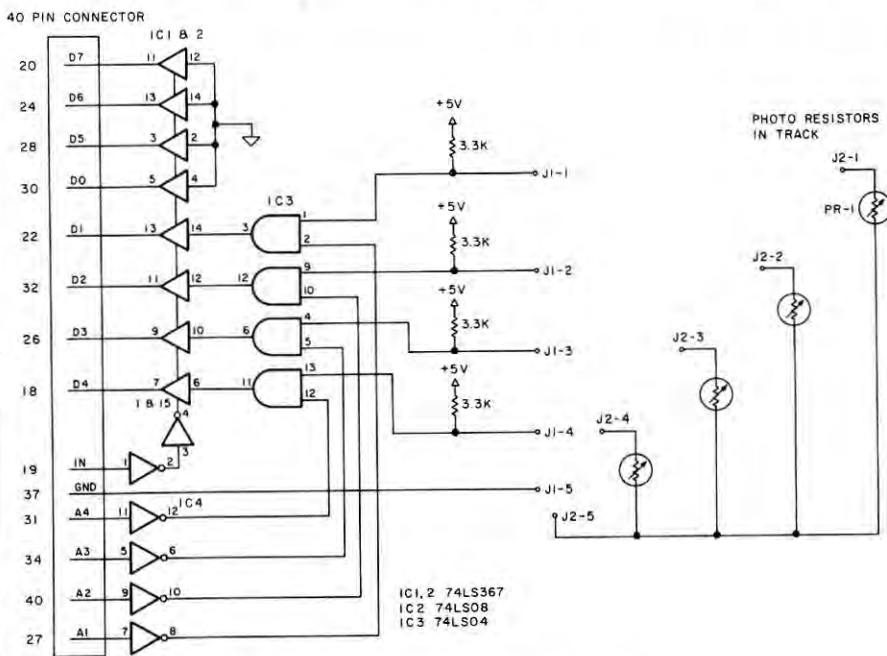 40 PIN CONNECTOR
IC1 & 2
20 D7 11 12
24 D6 13 14
28 D5 3 2
30 D0 5 4
IC3
22 D1 13 14 3 1 2
32 D2 11 12 12 9 10
26 D3 9 10 6 4 5
18 D4 7 6 11 13 12
1 & 15
4
3
19 IN 1 2
37 GND
IC4
31 A4 11 12
34 A3 5 6
40 A2 9 10
27 A1 7 8
+5V
3.3K
J1-1
+5V
3.3K
J1-2
+5V
3.3K
J1-3
+5V
3.3K
J1-4
J1-5
PHOTO RESISTORS
IN TRACK
J2-1
PR-1
J2-2
J2-3
J2-4
J2-5
IC1,2 74LS367
IC2 74LS08
IC3 74LS04